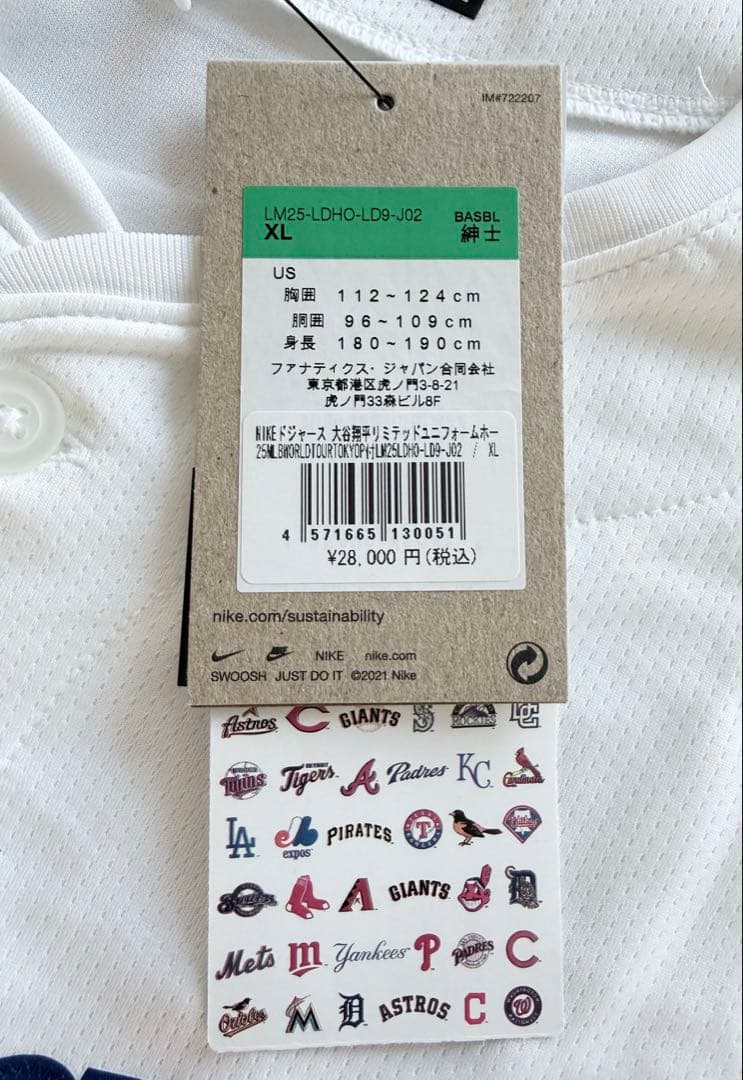 IM#722207
LM25-LDHO-LD9-J02
BASBL
XL
紳士
US
胸囲 112~124cm
胴囲 96~109cm
身長 180~190cm
ファナティクス・ジャパン合同会社
東京都港区虎ノ門3-8-21
虎ノ門33森ビル8F
NIKEドジャース 大谷翔平リミテッドユニフォームホー
25MLBWORLDTOURTOKYOP付LM25LDHO-LD9-J02 / XL
4 571665 130051
¥28,000 円(税込)
nike.com/sustainability
NIKE nike.com
SWOOSH JUST DO IT ©2021 Nike
Astros C GIANTS S ROCKIES
Twins Tigers A Padres KC Cardinals
LA expos PIRATES T Phillies
Brewers A GIANTS D
Mets m Yankees P PADRES C
Orioles M D ASTROS C W